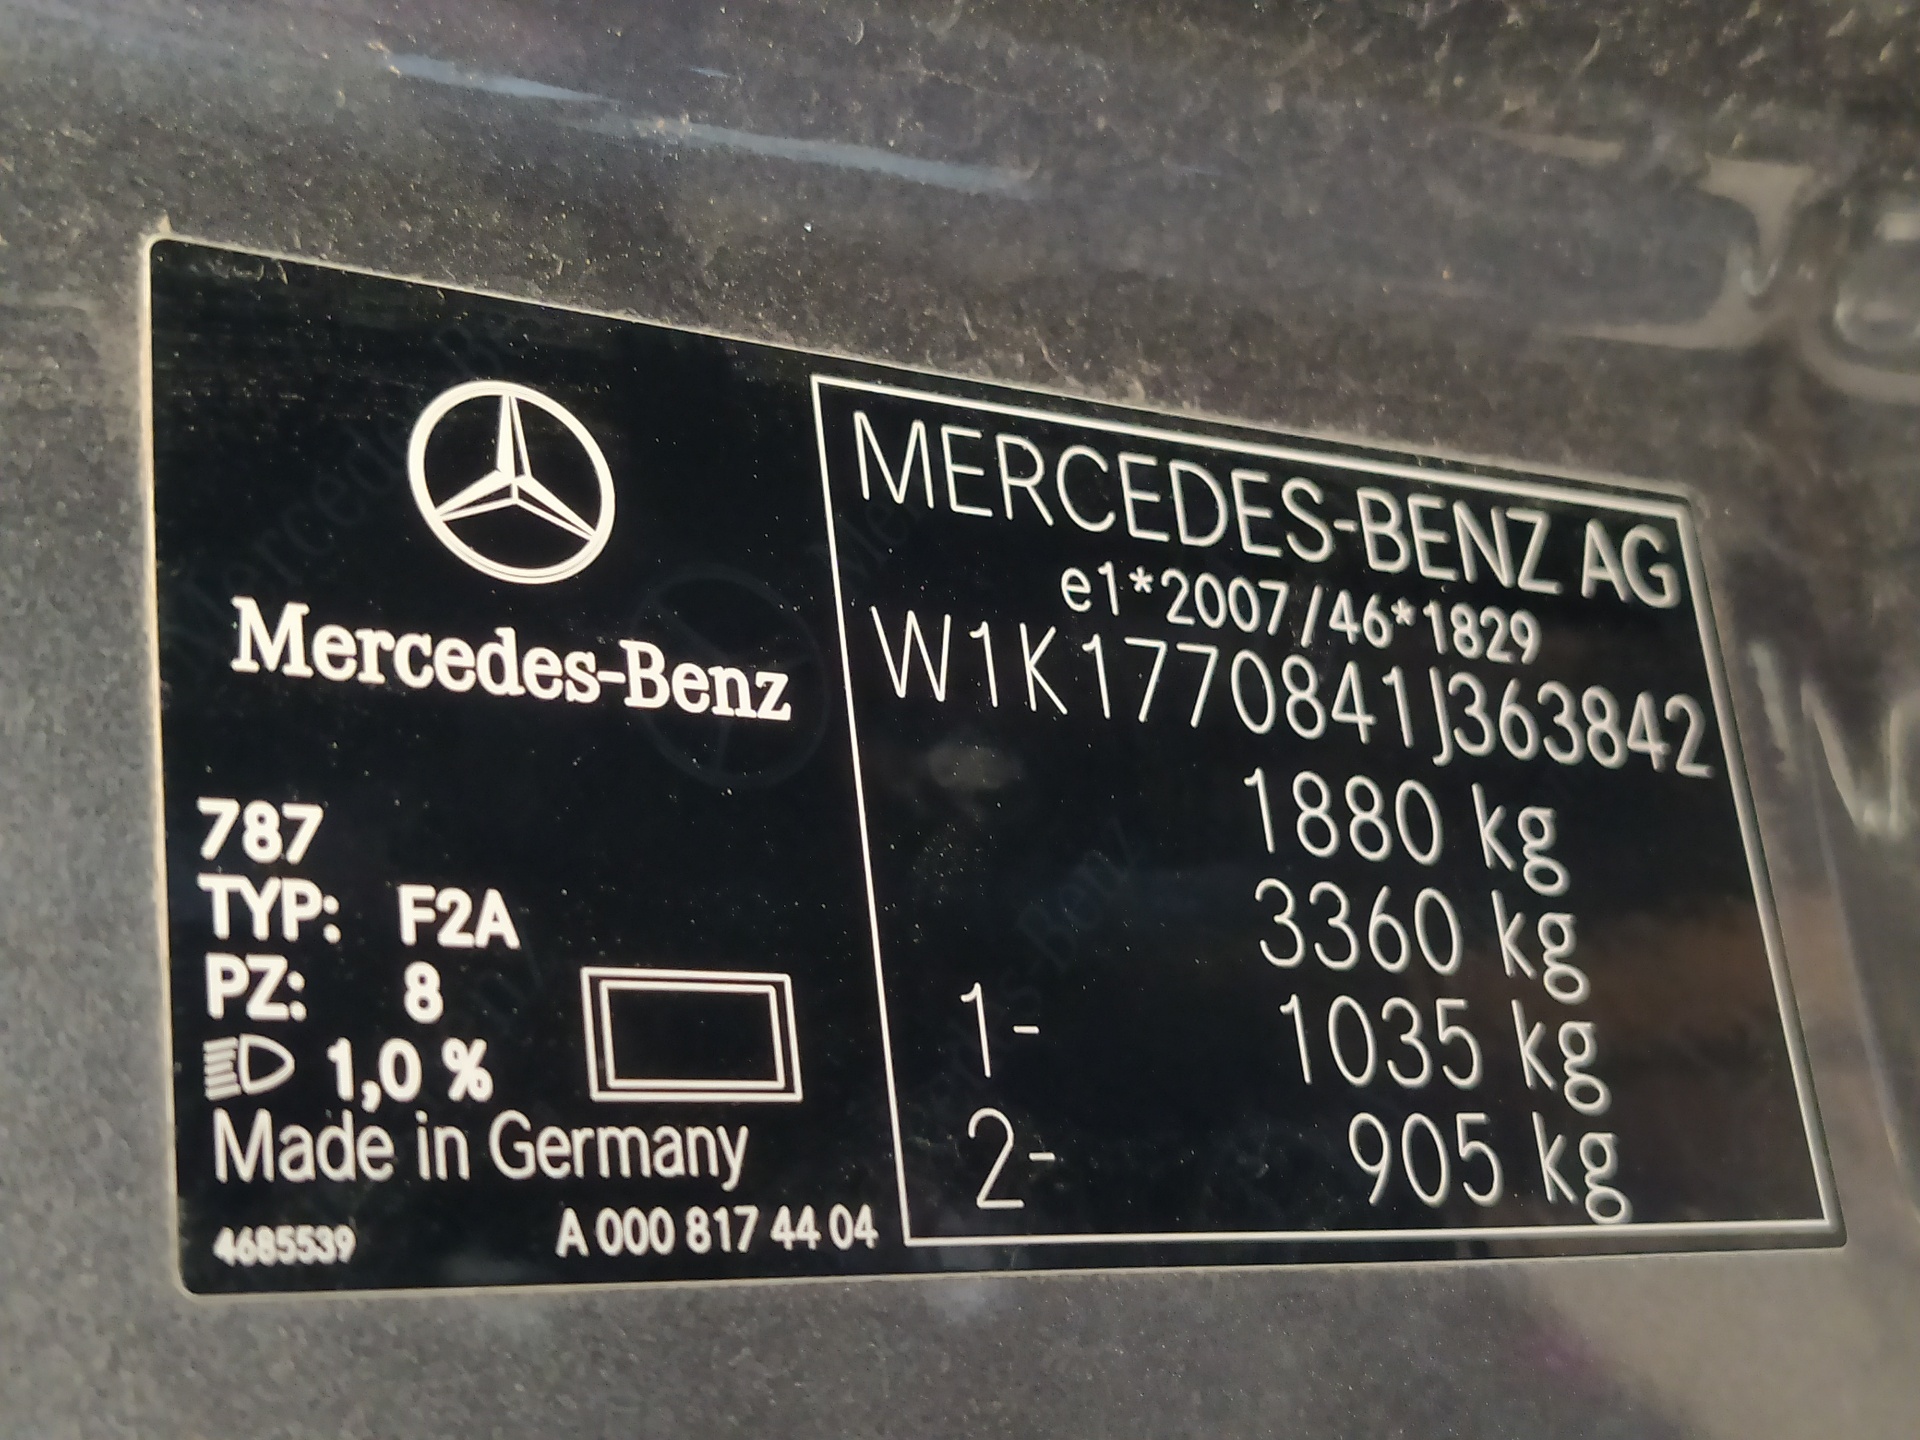 Mercedes-Benz
787
TYP: F2A
PZ: 8
1,0 %
Made in Germany
4685539 A 000 817 44 04
MERCEDES-BENZ AG
e1*2007/46*1829
W1K1770841J363842
1880 kg
3360 kg
1- 1035 kg
2- 905 kg